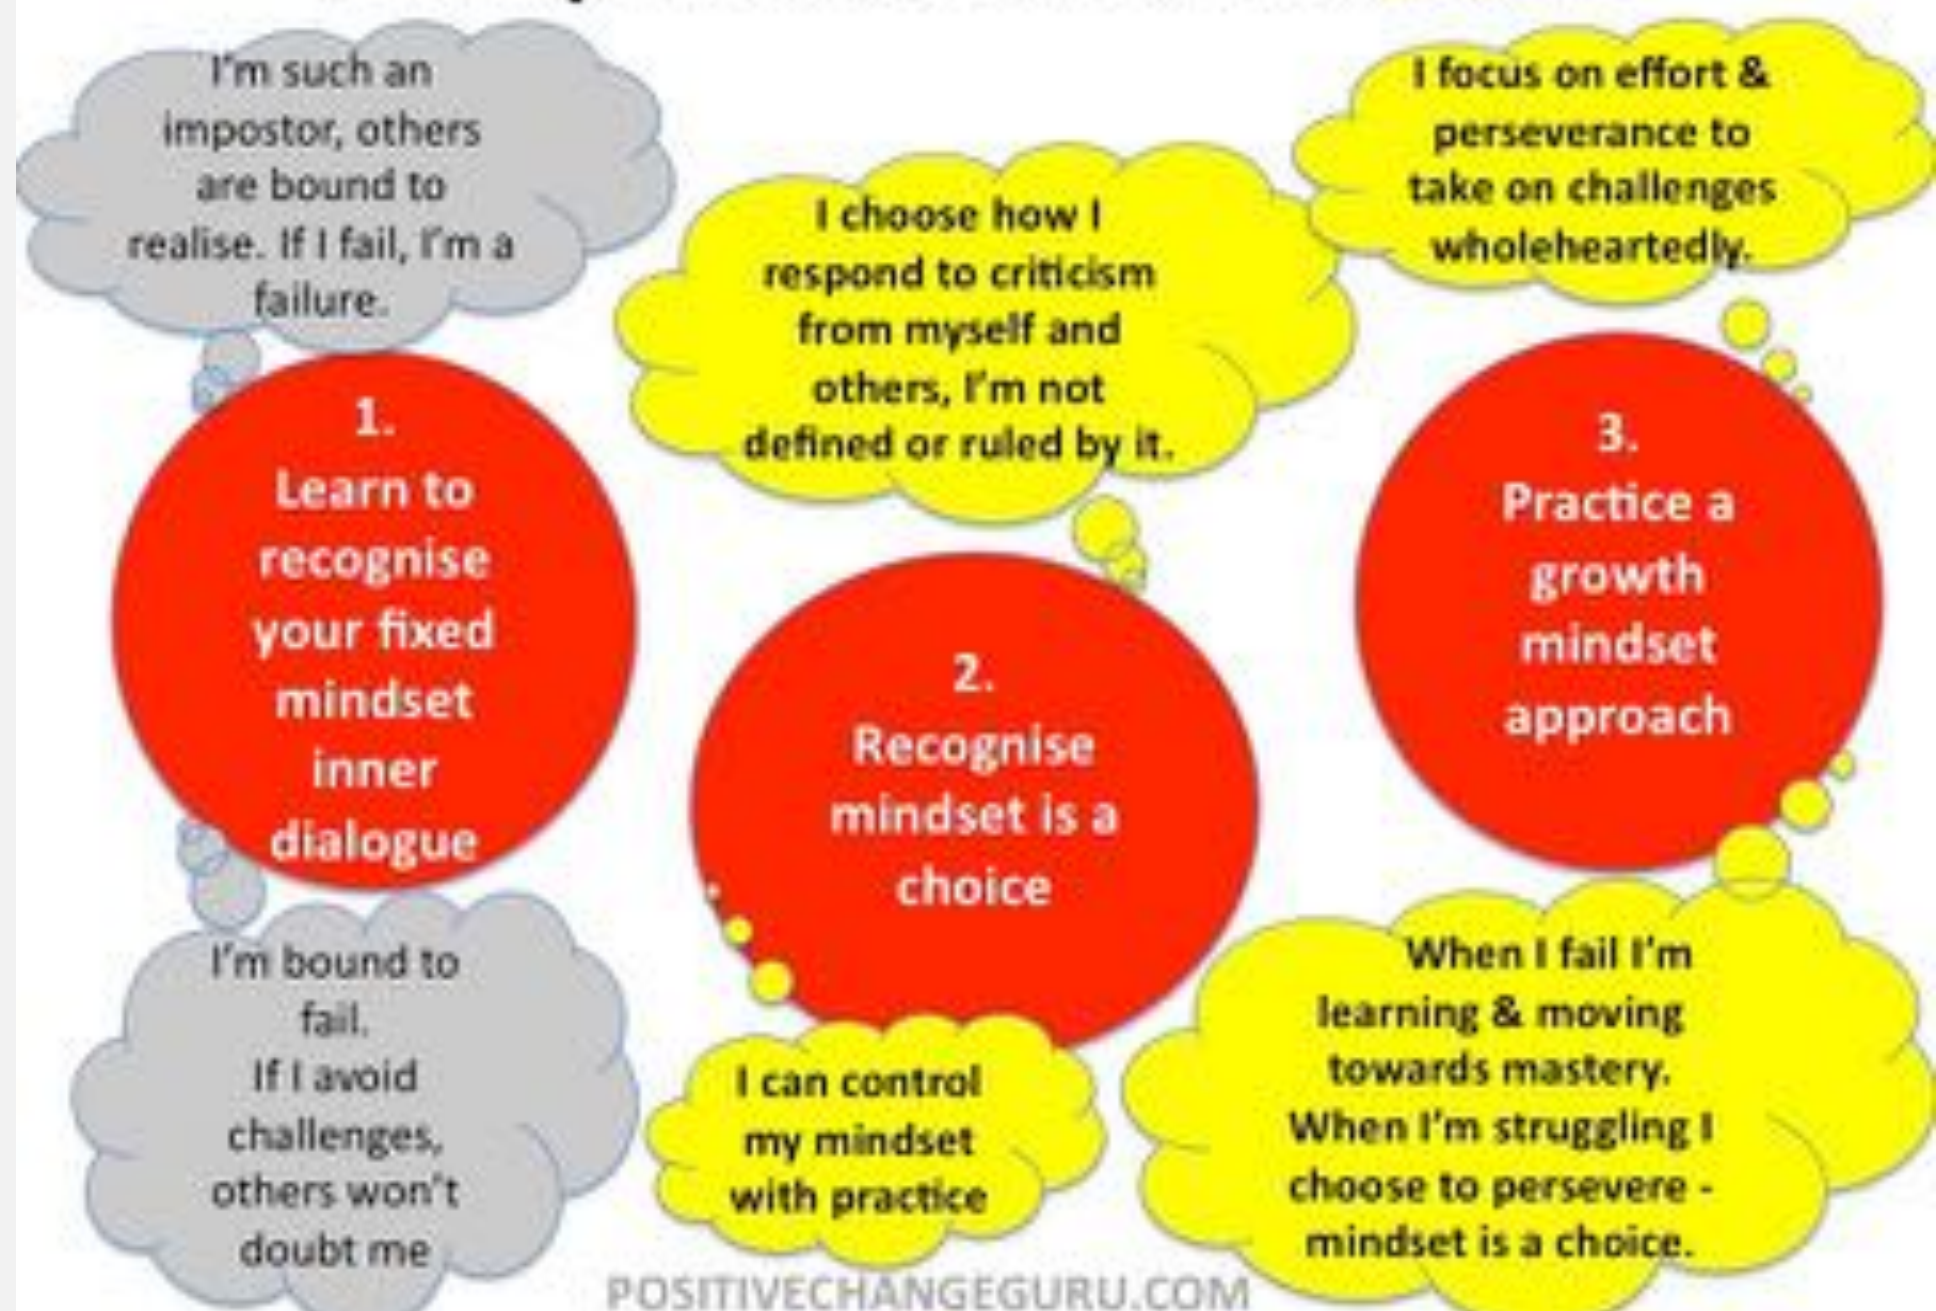 I'm such an
impostor, others
are bound to
realise. If I fail, I'm a
failure.
1.
Learn to
recognise
your fixed
mindset
inner
dialogue
I'm bound to
fail.
If I avoid
challenges,
others won't
doubt me
I choose how I
respond to criticism
from myself and
others, I'm not
defined or ruled by it.
2.
Recognise
mindset is a
choice
I can control
my mindset
with practice
I focus on effort &
perseverance to
take on challenges
wholeheartedly.
3.
Practice a
growth
mindset
approach
When I fail I'm
learning & moving
towards mastery.
When I'm struggling I
choose to persevere -
mindset is a choice.
POSITIVECHANGEGURU.COM